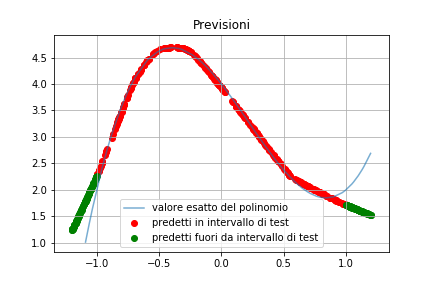 Previsioni
4.5
4.0
3.5
3.0
2.5
2.0
1.5
1.0
valore esatto del polinomio
predetti in intervallo di test
predetti fuori da intervallo di test
−1.0 −0.5 0.0 0.5 1.0